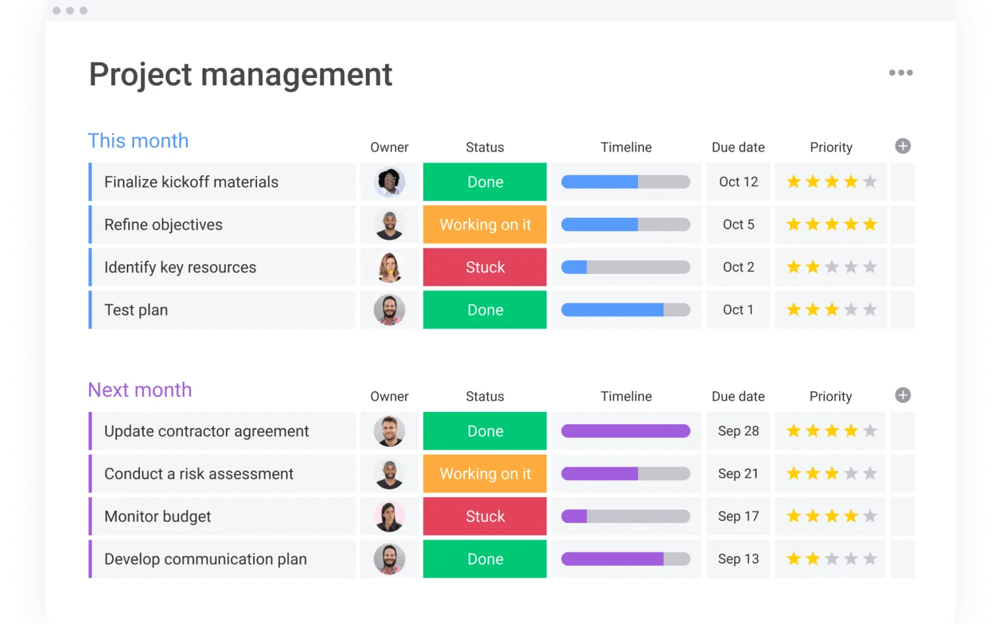 Project management
This month Owner Status Timeline Due date Priority
Finalize kickoff materials Done Oct 12
Refine objectives Working on it Oct 5
Identify key resources Stuck Oct 2
Test plan Done Oct 1
Next month Owner Status Timeline Due date Priority
Update contractor agreement Done Sep 28
Conduct a risk assessment Working on it Sep 21
Monitor budget Stuck Sep 17
Develop communication plan Done Sep 13